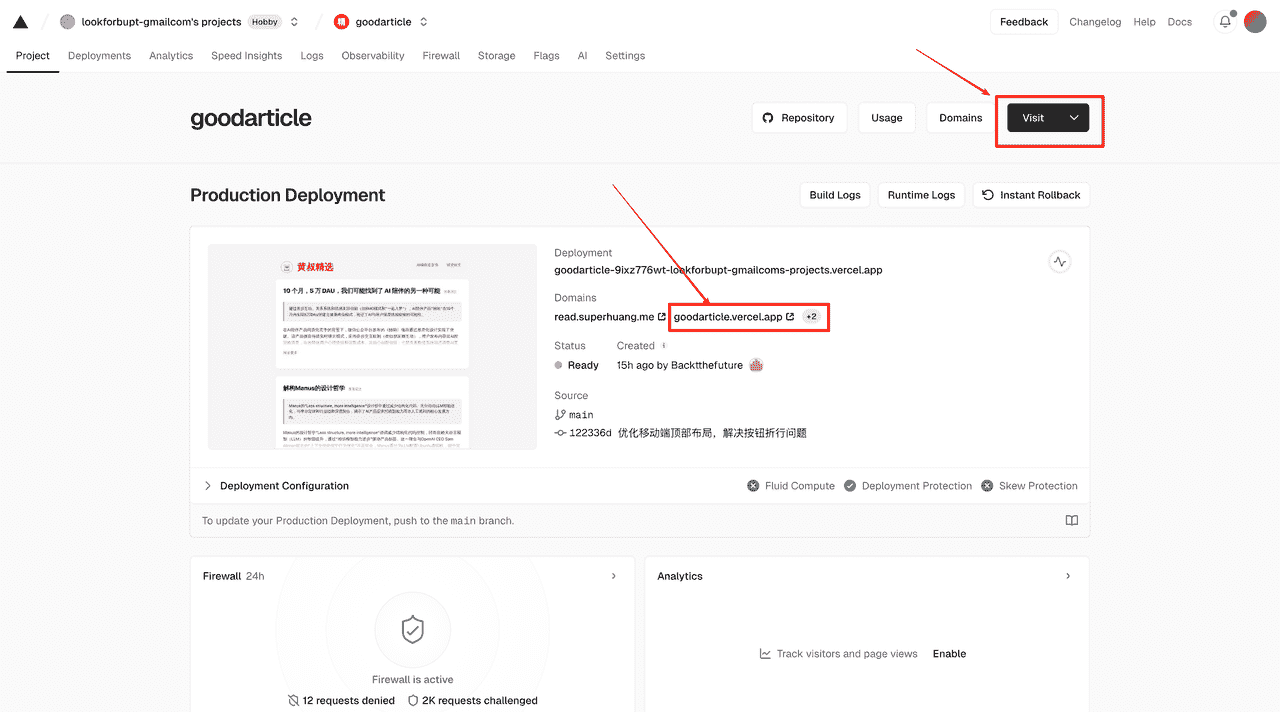 lookforbupt-gmailcom's projects Hobby goodarticle Feedback Changelog Help Docs
Project Deployments Analytics Speed Insights Logs Observability Firewall Storage Flags AI Settings
goodarticle Repository Usage Domains Visit
Production Deployment Build Logs Runtime Logs Instant Rollback
黄叔精选
10 个月，5 万 DAU，我们可能找到了 AI 陪伴的另一种可能
解构Manus的设计哲学
Deployment
goodarticle-9ixz776wt-lookforbupt-gmailcoms-projects.vercel.app
Domains
read.superhuang.me goodarticle.vercel.app +2
Status Created
Ready 15h ago by Backtthefuture
Source
main
122336d 优化移动端顶部布局，解决按钮折行问题
Deployment Configuration Fluid Compute Deployment Protection Skew Protection
To update your Production Deployment, push to the main branch.
Firewall 24h
Analytics
Track visitors and page views Enable
Firewall is active
12 requests denied 2K requests challenged